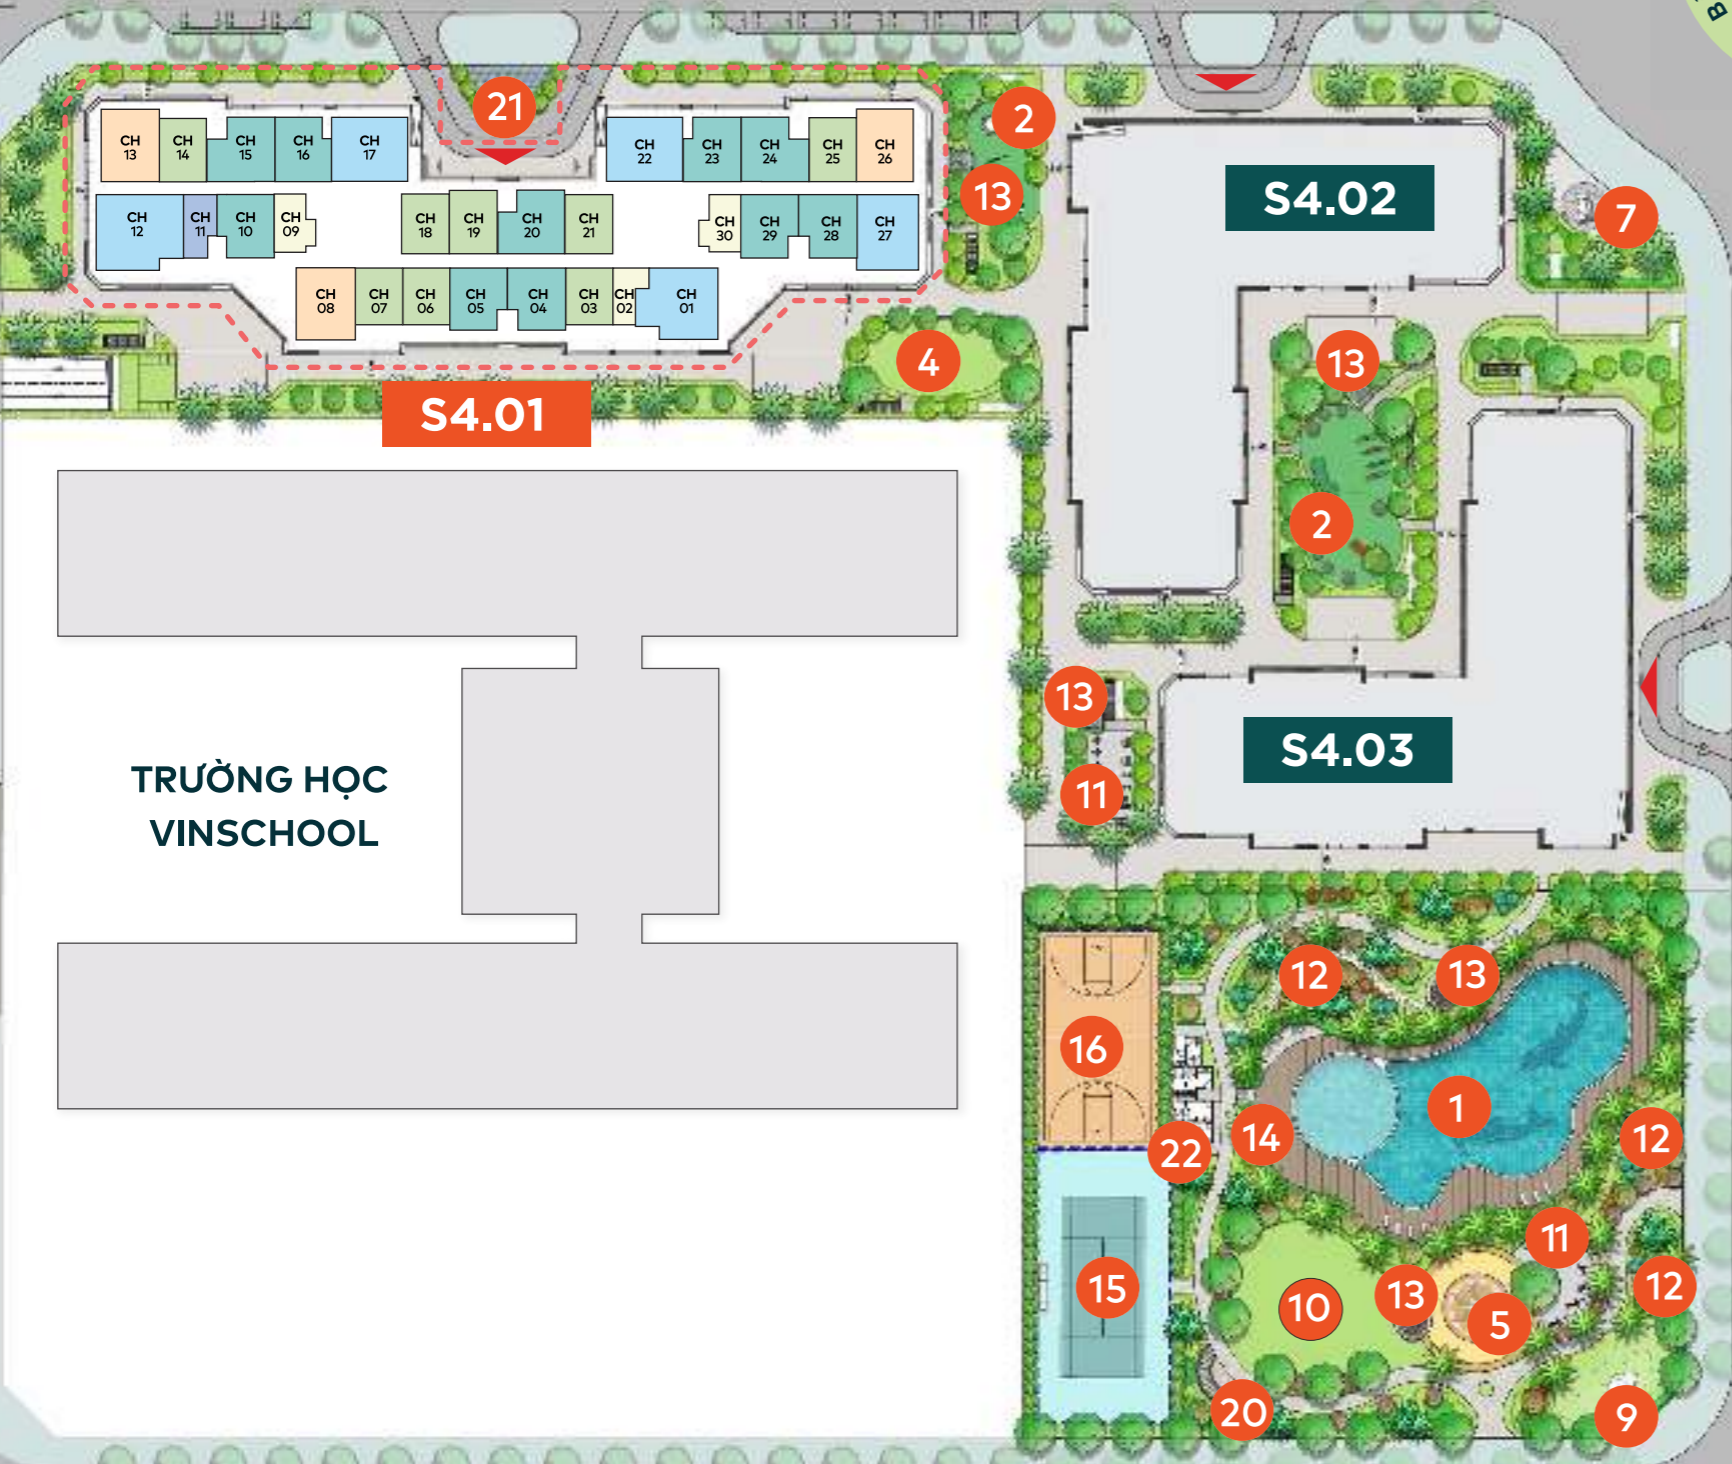 B
21
2
CH 13
CH 14
CH 15
CH 16
CH 17
CH 22
CH 23
CH 24
CH 25
CH 26
13
S4.02
7
CH 12
CH 11
CH 10
CH 09
CH 18
CH 19
CH 20
CH 21
CH 30
CH 29
CH 28
CH 27
CH 08
CH 07
CH 06
CH 05
CH 04
CH 03
CH 02
CH 01
4
13
S4.01
2
13
S4.03
TRƯỜNG HỌC
VINSCHOOL
11
12
13
16
1
14
22
12
11
15
10
13
5
12
20
9